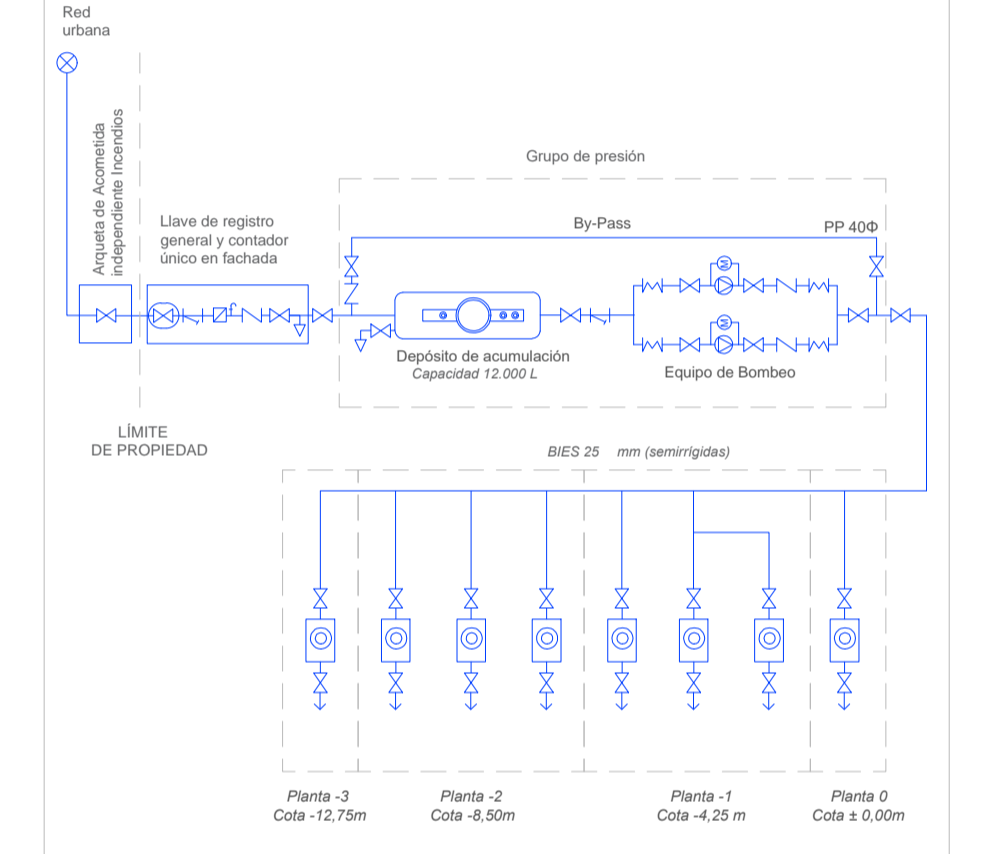 Red
urbana
Arqueta de Acometida
independiente Incendios
Llave de registro
general y contador
único en fachada
Grupo de presión
By-Pass
PP 40Φ
M
M
f
Depósito de acumulación
Capacidad 12.000 L
Equipo de Bombeo
LÍMITE
DE PROPIEDAD
BIES 25 mm (semirrígidas)
Planta -3
Cota -12,75m
Planta -2
Cota -8,50m
Planta -1
Cota -4,25 m
Planta 0
Cota ± 0,00m